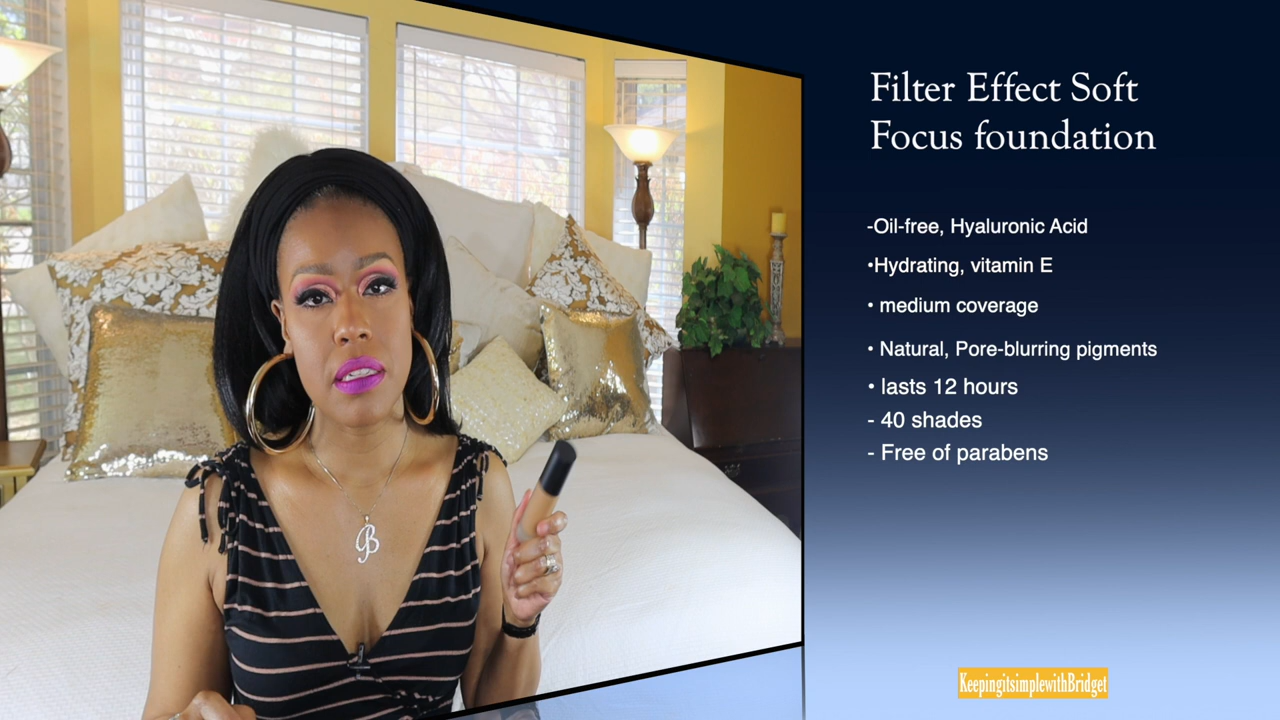 Filter Effect Soft
Focus foundation
-Oil-free, Hyaluronic Acid
•Hydrating, vitamin E
• medium coverage
• Natural, Pore-blurring pigments
• lasts 12 hours
- 40 shades
- Free of parabens
B
KeepingitsimplewithBridget